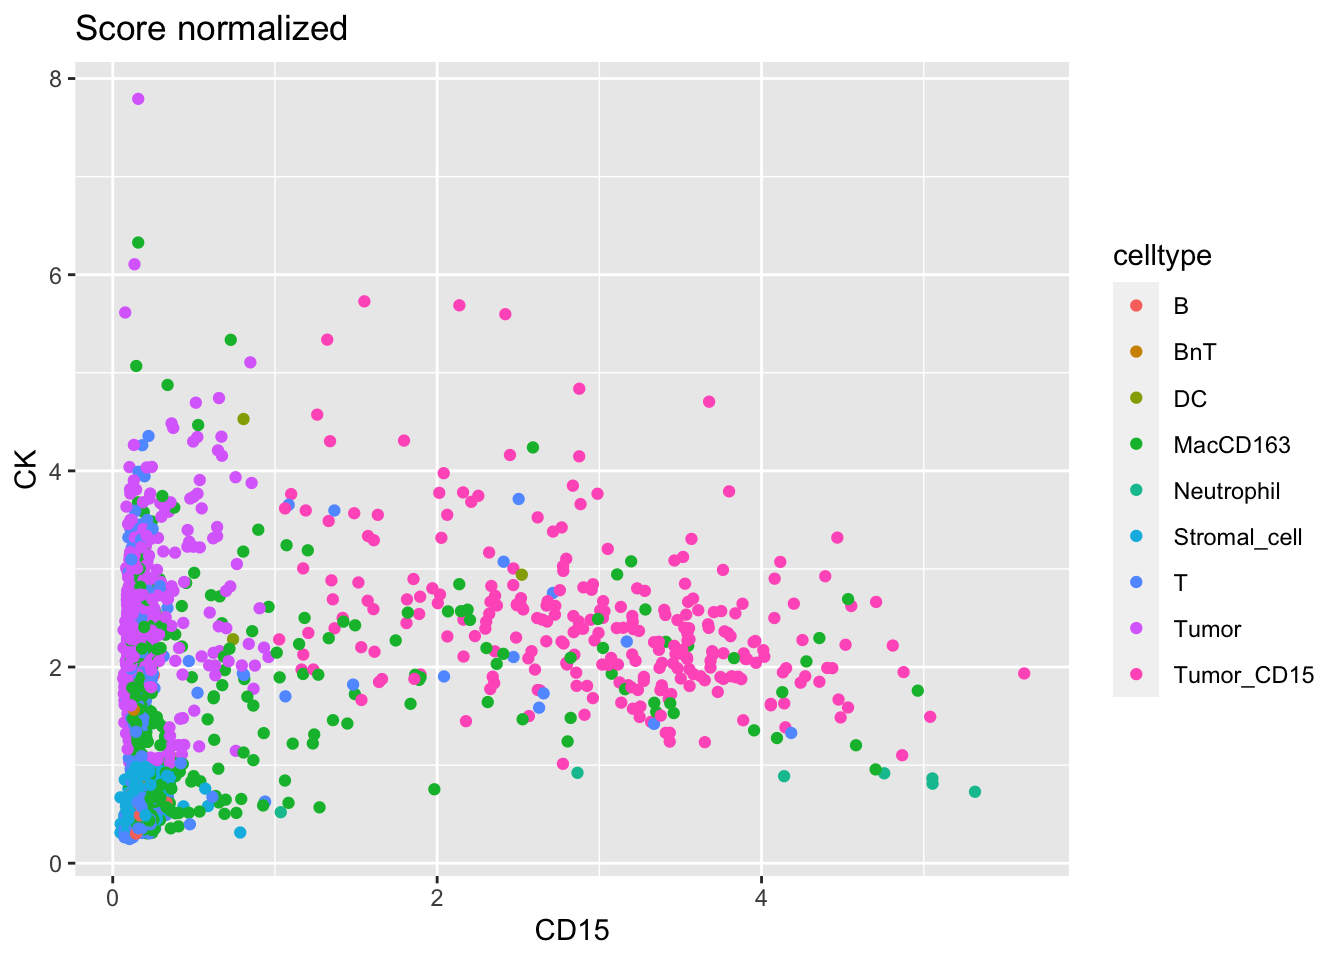 Score normalized
8
6
4
2
0
CK
0 2 4
CD15
celltype
B
BnT
DC
MacCD163
Neutrophil
Stromal_cell
T
Tumor
Tumor_CD15